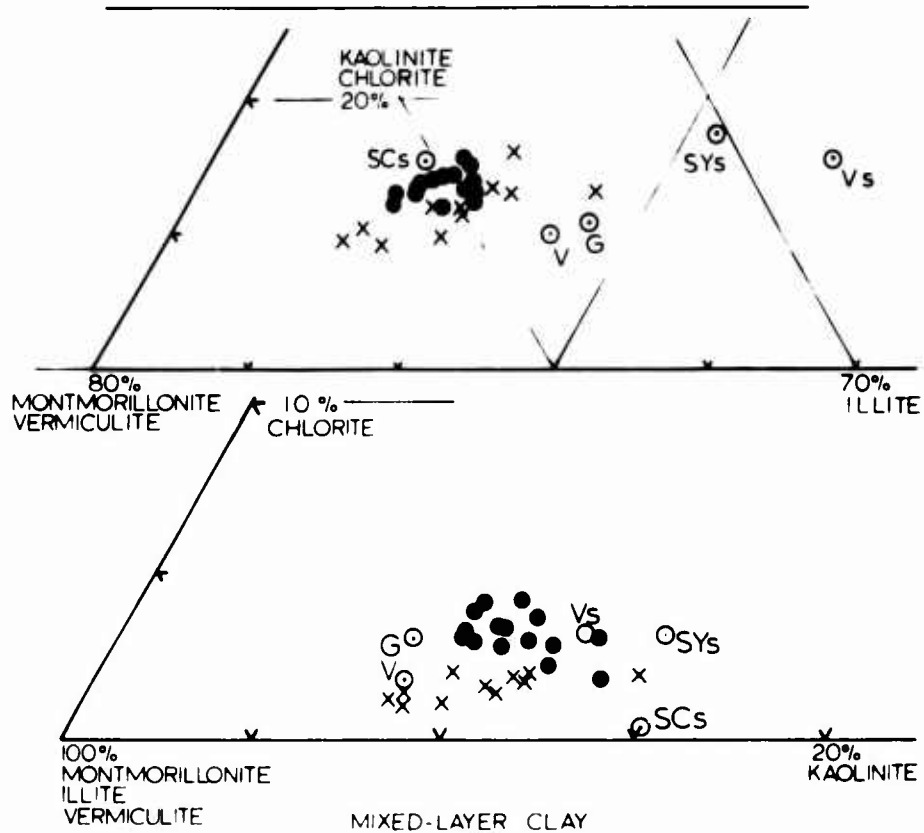 KAOLINITE
CHLORITE
20%
SCs
SYs
Vs
V
G
80%
MONTMORILLONITE
VERMICULITE
70%
ILLITE
10%
CHLORITE
G
V
Vs
SYs
SCs
100%
MONTMORILLONITE
ILLITE
VERMICULITE
20%
KAOLINITE
MIXED-LAYER CLAY